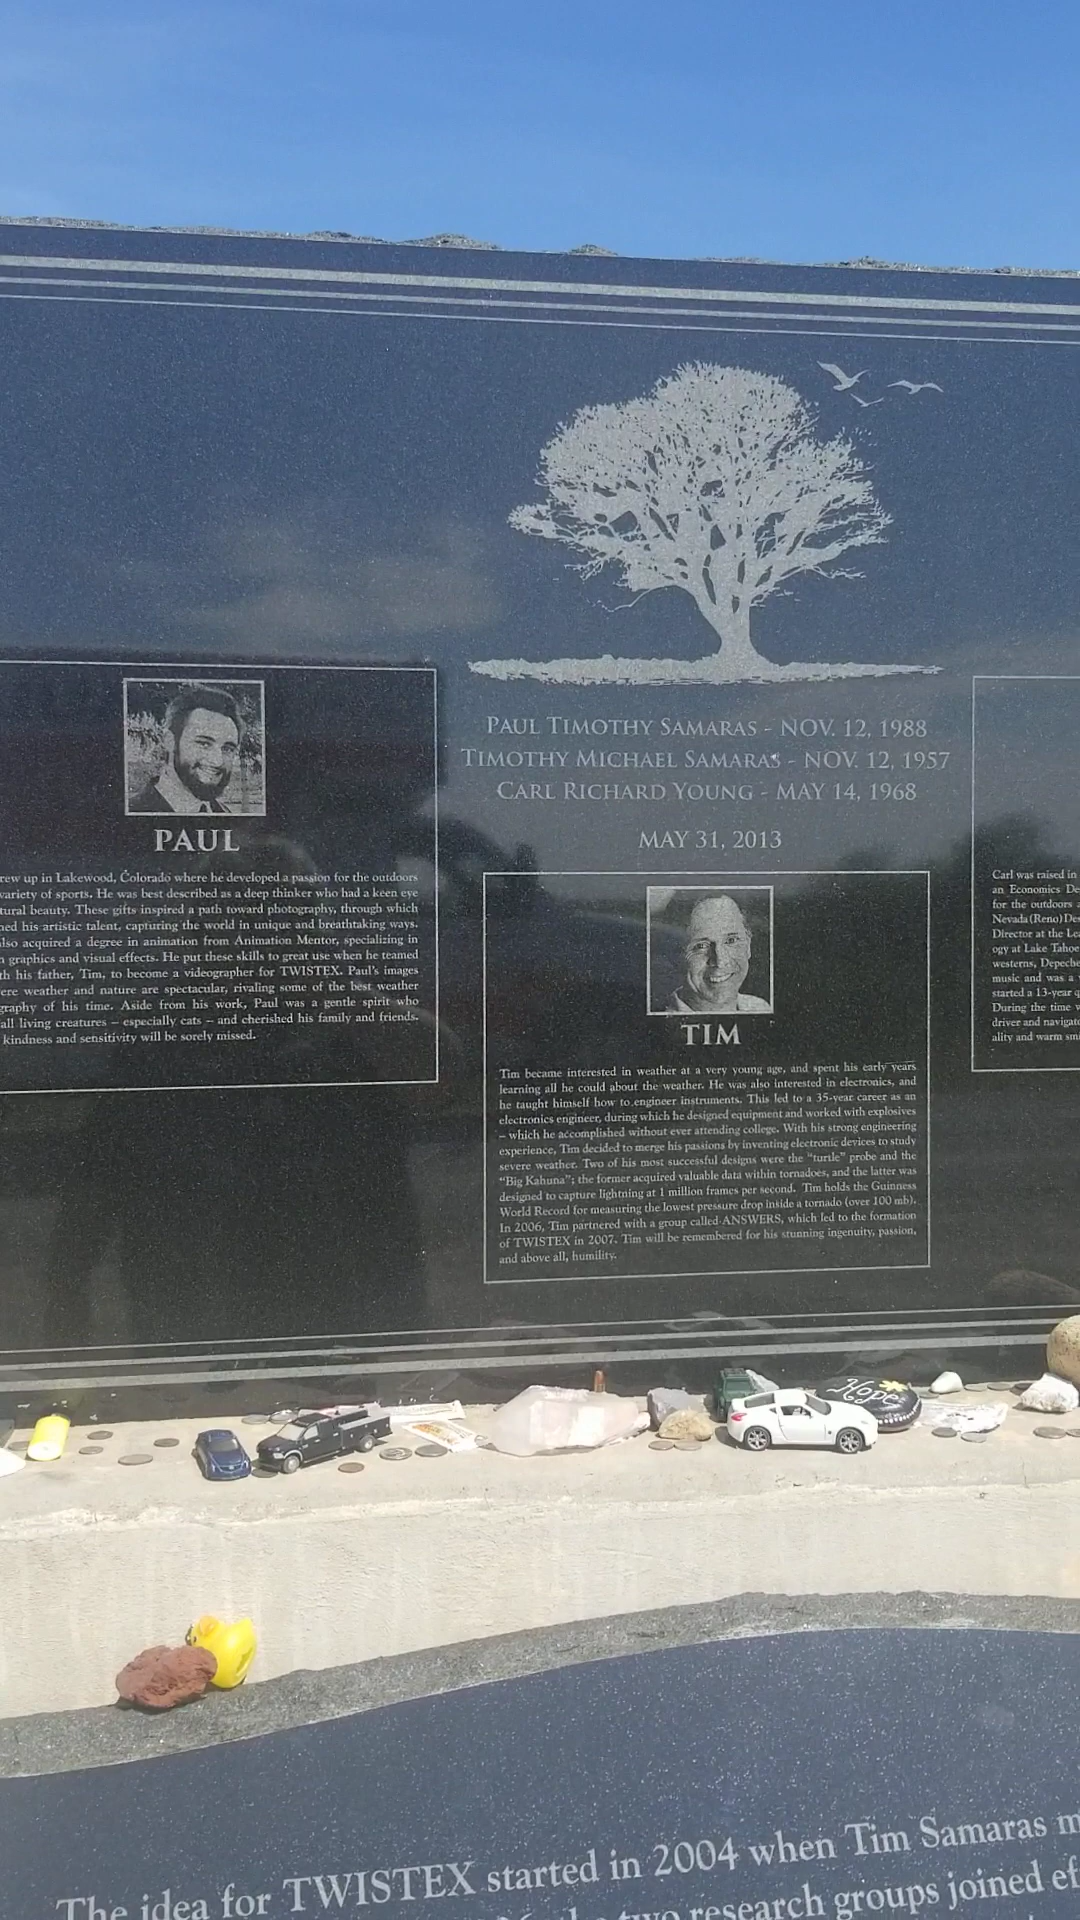 PAUL TIMOTHY SAMARAS - NOV. 12, 1988
TIMOTHY MICHAEL SAMARAS - NOV. 12, 1957
CARL RICHARD YOUNG - MAY 14, 1968
MAY 31, 2013
PAUL
rew up in Lakewood, Colorado where he developed a passion for the outdoors
variety of sports. He was best described as a deep thinker who had a keen eye
tural beauty. These gifts inspired a path toward photography, through which
ned his artistic talent, capturing the world in unique and breathtaking ways.
lso acquired a degree in animation from Animation Mentor, specializing in
graphics and visual effects. He put these skills to great use when he teamed
th his father, Tim, to become a videographer for TWISTEX. Paul's images
ere weather and nature are spectacular, rivaling some of the best weather
graphy of his time. Aside from his work, Paul was a gentle spirit who
all living creatures – especially cats – and cherished his family and friends.
kindness and sensitivity will be sorely missed.
TIM
Tim became interested in weather at a very young age, and spent his early years
learning all he could about the weather. He was also interested in electronics, and
he taught himself how to engineer instruments. This led to a 35-year career as an
electronics engineer, during which he designed equipment and worked with explosives
– which he accomplished without ever attending college. With his strong engineering
experience, Tim decided to merge his passions by inventing electronic devices to study
severe weather. Two of his most successful designs were the "turtle" probe and the
"Big Kahuna"; the former acquired valuable data within tornadoes, and the latter was
designed to capture lightning at 1 million frames per second. Tim holds the Guinness
World Record for measuring the lowest pressure drop inside a tornado (over 100 mb).
In 2006, Tim partnered with a group called ANSWERS, which led to the formation
of TWISTEX in 2007. Tim will be remembered for his stunning ingenuity, passion,
and above all, humility.
Carl was raised in
an Economics De
for the outdoors a
Nevada (Reno) Des
Director at the Lea
ogy at Lake Tahoe
westerns, Depeche
music and was a
started a 13-year q
During the time
driver and navigato
ality and warm smi
Hope
The idea for TWISTEX started in 2004 when Tim Samaras m
two research groups joined ef